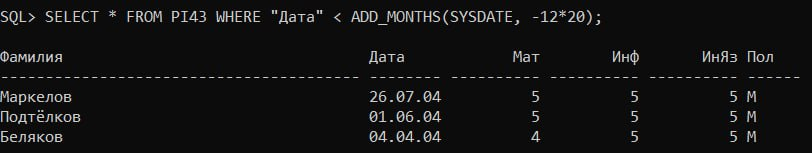 SQL> SELECT * FROM PI43 WHERE "Дата" < ADD_MONTHS(SYSDATE, -12*20);
Фамилия Дата Мат Инф ИнЯз Пол
------------------------------------ -------- ---------- ---------- ---------- ------
Маркелов 26.07.04 5 5 5 М
Подтёлков 01.06.04 5 5 5 М
Беляков 04.04.04 4 5 5 М